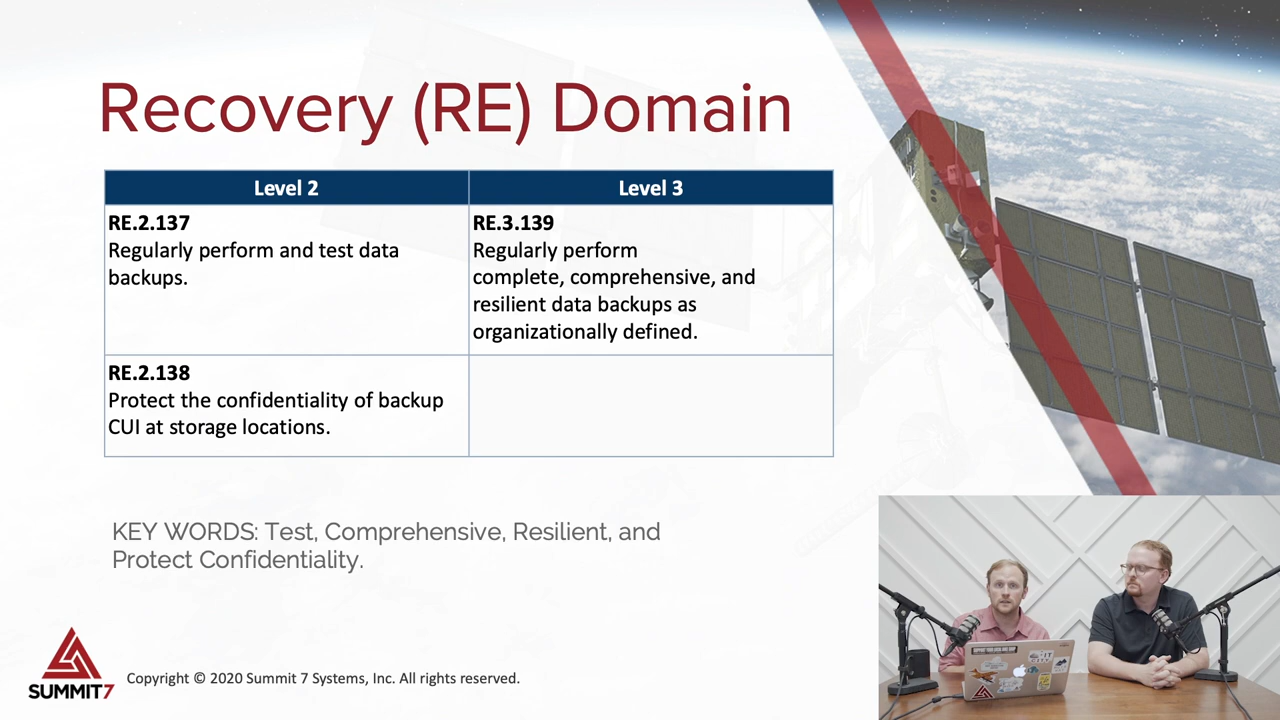 Recovery (RE) Domain
Level 2
Level 3
RE.2.137
Regularly perform and test data
backups.
RE.3.139
Regularly perform
complete, comprehensive, and
resilient data backups as
organizationally defined.
RE.2.138
Protect the confidentiality of backup
CUI at storage locations.
KEY WORDS: Test, Comprehensive, Resilient, and
Protect Confidentiality.
SUMMIT7
Copyright © 2020 Summit 7 Systems, Inc. All rights reserved.